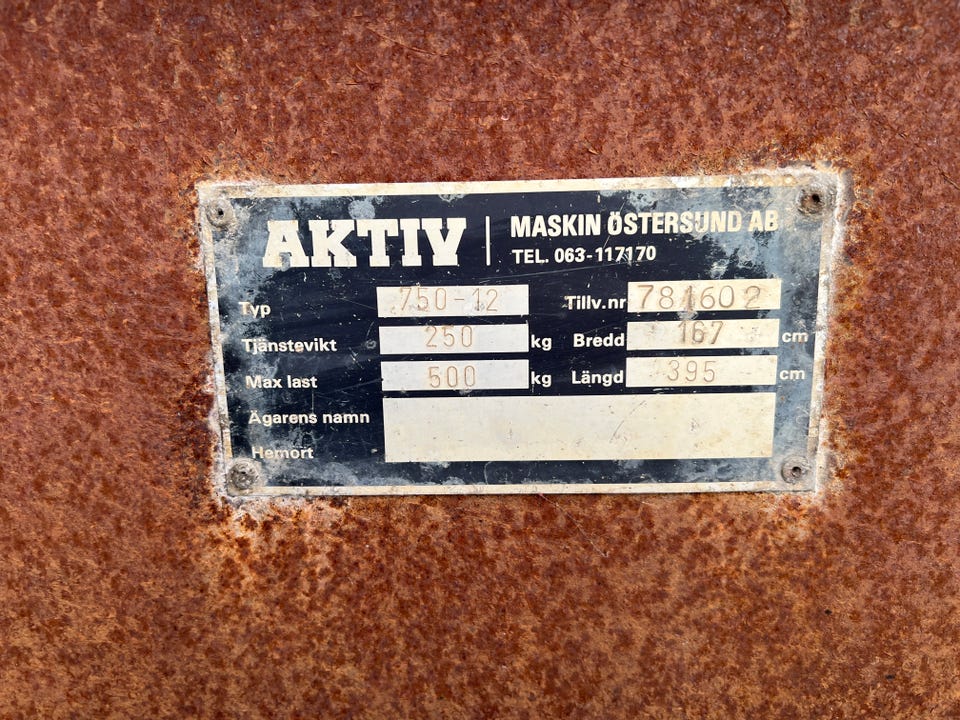 AKTIV MASKIN ÖSTERSUND AB
TEL. 063-117170
Typ 750-12 Tillv.nr 781602
Tjänstevikt 250 kg Bredd 167 cm
Max last 500 kg Längd 395 cm
Ägarens namn
Hemort